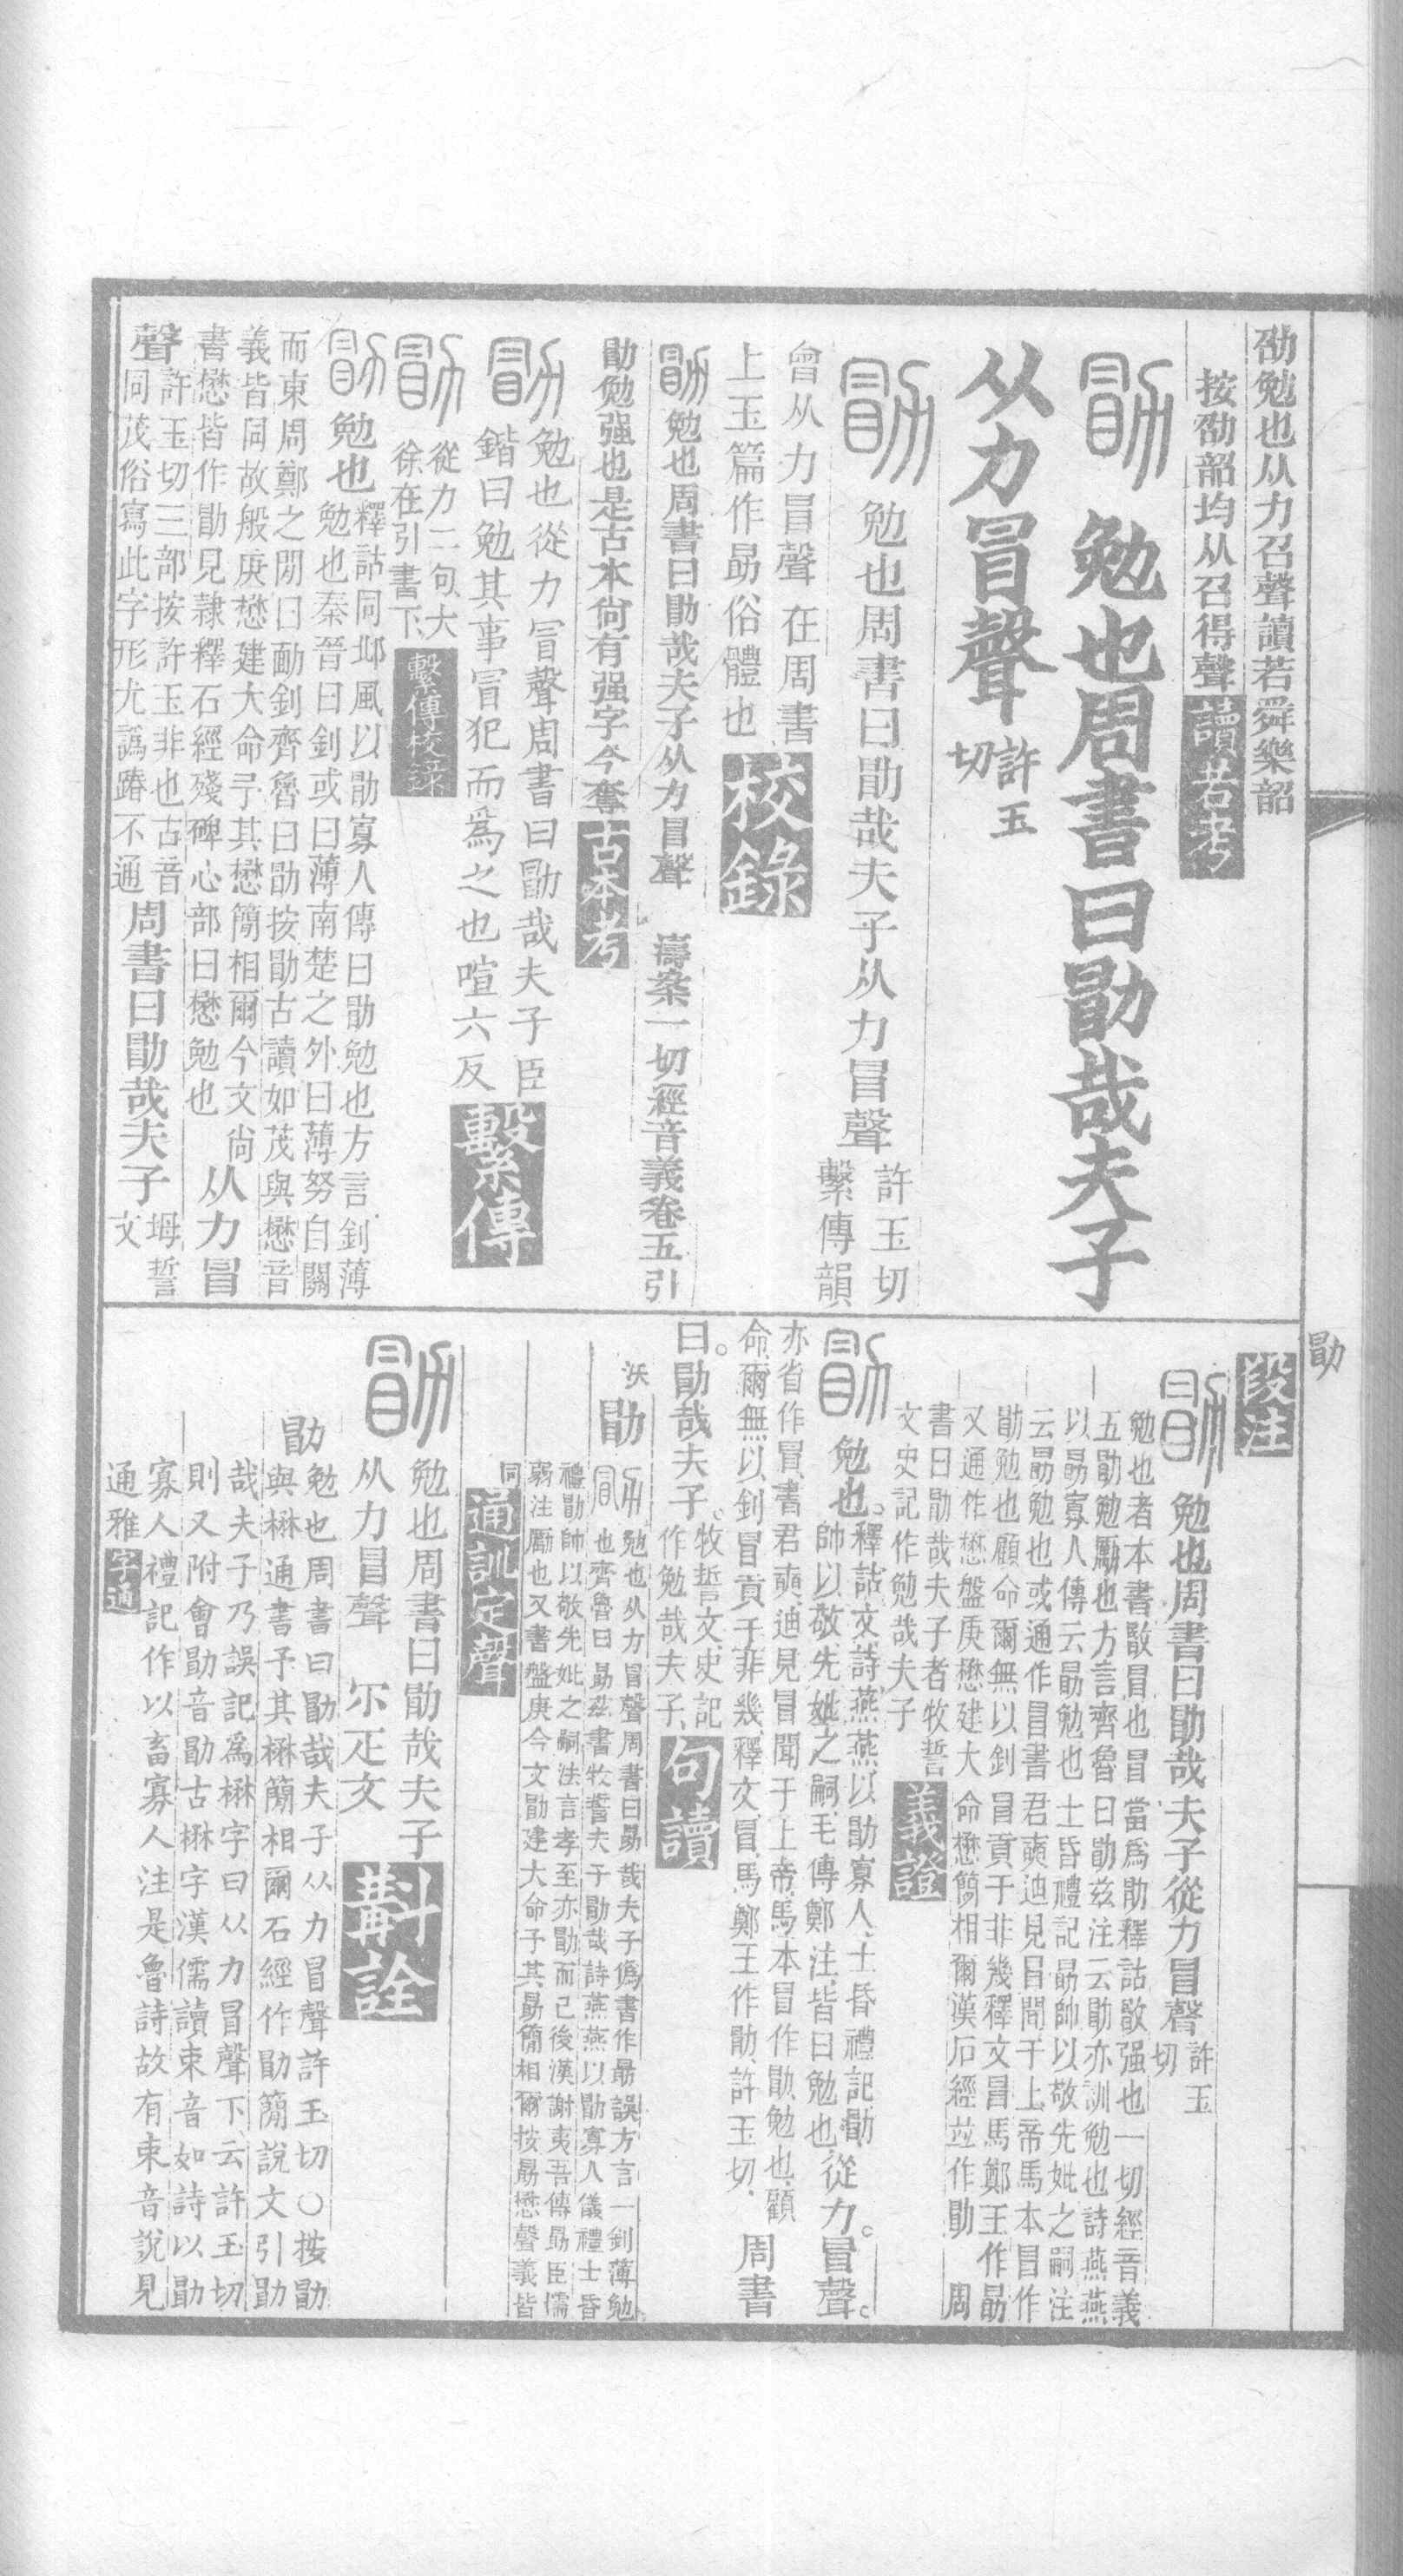 劭勉也从力召聲讀若舜樂韶
按劭韶均从召得聲 讀若考
勉也周書曰勖哉夫子
从力冒聲 許玉切
勉也周書曰勖哉夫子从力冒聲 許玉切 繫傳韻
會从力冒聲在周書
上玉篇作勗俗體也 校錄
勉也周書曰勖哉夫子从力冒聲 濤案一切經音義卷五引
勖勉强也是古本尙有强字今奪 古本考
勉也從力冒聲周書曰勖哉夫子臣
鍇曰勉其事冒犯而爲之也喧六反 繫傳
從力二句大
徐在引書下 繫傳校錄
勉也 釋詁同邶風以勖寡人傳曰勖勉也方言釗薄
勉也秦晉曰釗或曰薄南楚之外曰薄努自關
而東周鄭之閒曰勔釗齊魯曰勖按勖古讀如茂與懋音
義皆同故般庚懋建大命予其懋簡相爾今文尙
書懋皆作勖見隷釋石經殘碑心部曰懋勉也 从力冒
聲 許玉切三部按許玉非也古音
同茂俗寫此字形尤譌踳不通 周書曰勖哉夫子 坶誓
文
勖
段注
勉也周書曰勖哉夫子從力冒聲 許玉
切
勉也者本書敃冒也冒當爲勖釋詁敃强也一切經音義
五勖勉勵也方言齊魯曰勖茲注云勖亦訓勉也詩燕燕
以勗寡人傳云勗勉也士昏禮記勗帥以敬先妣之嗣注
云勗勉也或通作冒書君奭迪見冒聞于上帝馬本冒作
勖勉也顧命爾無以釗冒貢于非幾釋文冒馬鄭王作勗
又通作懋盤庚懋建大命懋簡相爾漢石經竝作勖 周
書曰勖哉夫子者牧誓
文史記作勉哉夫子 義證
勉也 釋詁文詩燕燕以勖寡人士昏禮記勖
帥以敬先妣之嗣毛傳鄭注皆曰勉也 從力冒聲
亦省作冒書君奭迪見冒聞于上帝馬本冒作勖勉也顧
命爾無以釗冒貢于非幾釋文冒馬鄭王作勖許玉切 周書
曰勖哉夫子 牧誓文史記
作勉哉夫子 句讀
勖 勉也从力冒聲周書曰勗哉夫子僞書作最誤方言一釗薄勉
也齊魯曰勗茲書牧誓夫子勖哉詩燕燕以勖寡人儀禮士昏
禮勖帥以敬先妣之嗣法言孝至亦勖而已後漢謝夷吾傳勗臣懦
弱注勵也又書盤庚今文勖建大命予其勗簡相爾按勗懋聲義皆
同 通訓定聲
勉也周書曰勖哉夫子
从力冒聲 尔疋文 斠詮
勖 勉也周書曰勖哉夫子从力冒聲許玉切○按勖
與楙通書予其楙簡相爾石經作勖簡說文引勖
哉夫子乃誤記爲楙字曰从力冒聲下云許玉切
則又附會勖音勖古楙字漢儒讀朿音如詩以勖
寡人禮記作以畜寡人注是魯詩故有朿音說見
通雅 字通